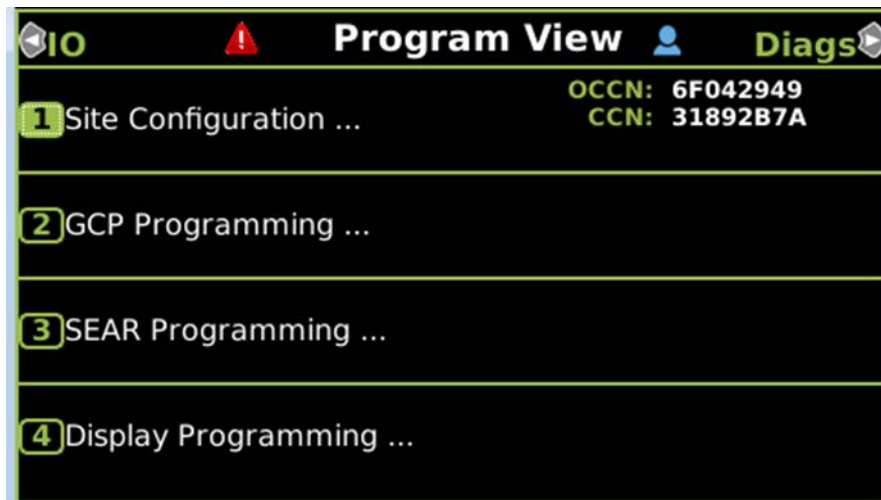 IO Program View Diags
OCCN: 6F042949
CCN: 31892B7A
1 Site Configuration ...
2 GCP Programming ...
3 SEAR Programming ...
4 Display Programming ...